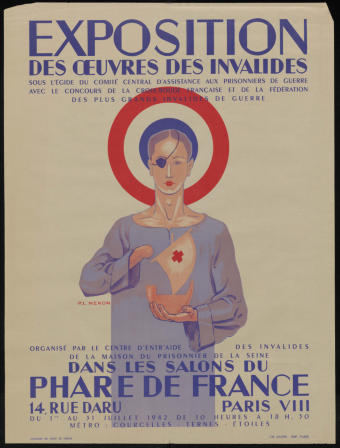 EXPOSITION
DES ŒUVRES DES INVALIDES
SOUS L'ÉGIDE DU COMITÉ CENTRAL D'ASSISTANCE AUX PRISONNIERS DE GUERRE
AVEC LE CONCOURS DE LA CROIX-ROUGE FRANÇAISE ET DE LA FÉDÉRATION
DES PLUS GRANDS INVALIDES DE GUERRE
P.L. MENON
ORGANISÉ PAR LE CENTRE D'ENTR'AIDE DES INVALIDES
DE LA MAISON DU PRISONNIER DE LA SEINE
DANS LES SALONS DU
PHARE DE FRANCE
14, RUE DARU PARIS VIII
DU 1ER AU 31 JUILLET 1942 DE 10 HEURES A 18 H. 30
MÉTRO : COURCELLES - TERNES - ÉTOILES